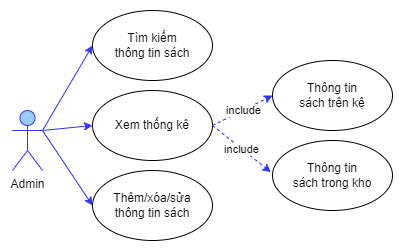 Tìm kiếm
thông tin sách
Xem thống kê
Thêm/xóa/sửa
thông tin sách
Admin
include
include
Thông tin
sách trên kệ
Thông tin
sách trong kho